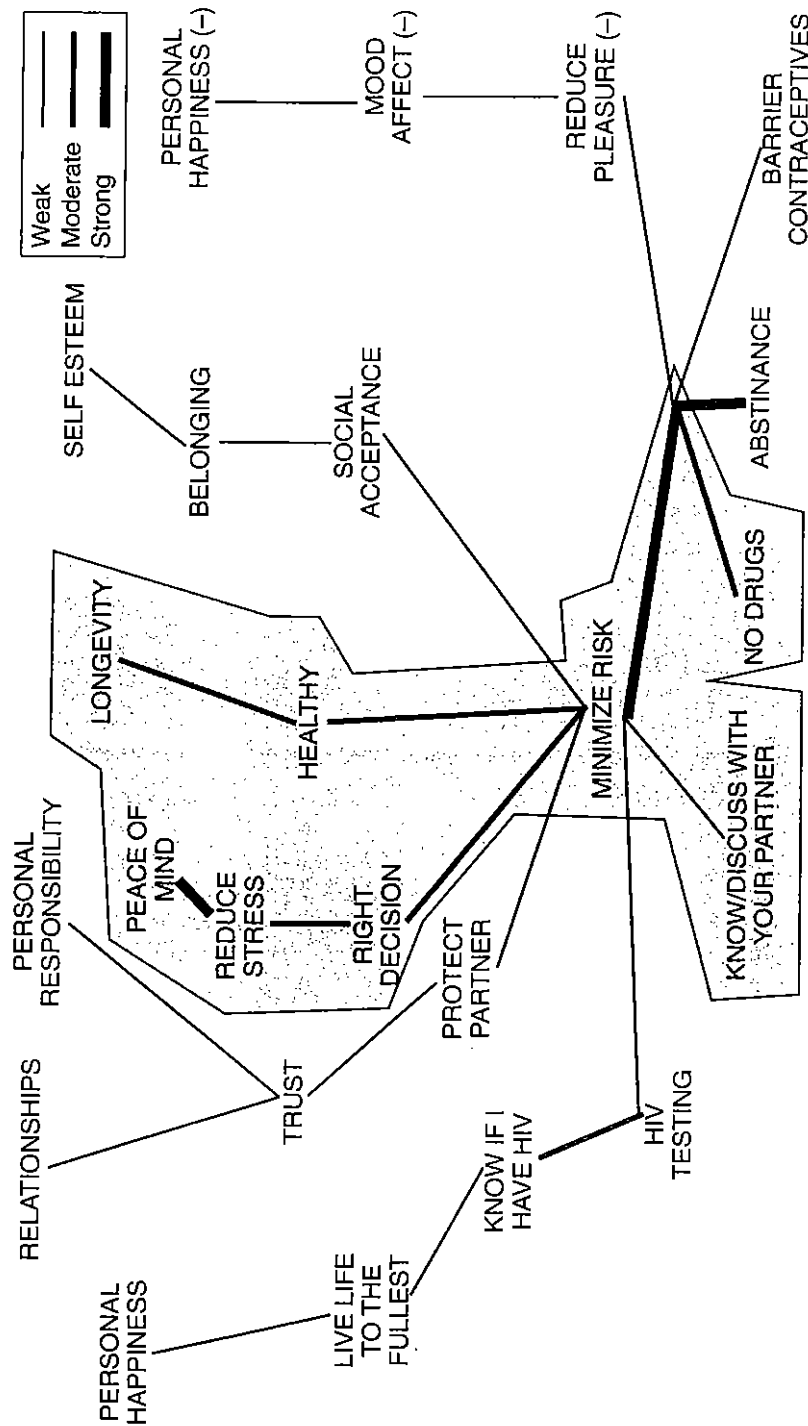 Weak
Moderate
Strong
PERSONAL
HAPPINESS
RELATIONSHIPS
PERSONAL
RESPONSIBILITY
LONGEVITY
SELF ESTEEM
PERSONAL
HAPPINESS (–)
PEACE OF
MIND
REDUCE
STRESS
BELONGING
TRUST
HEALTHY
LIVE LIFE
TO THE
FULLEST
RIGHT
DECISION
SOCIAL
ACCEPTANCE
MOOD
AFFECT (–)
PROTECT
PARTNER
KNOW IF I
HAVE HIV
MINIMIZE RISK
REDUCE
PLEASURE (–)
HIV
TESTING
KNOW/DISCUSS WITH
YOUR PARTNER
NO DRUGS
ABSTINANCE
BARRIER
CONTRACEPTIVES